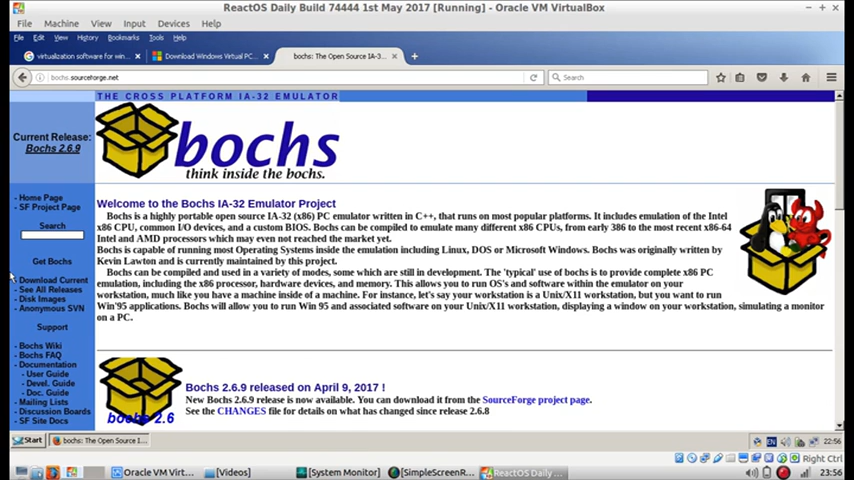 ReactOS Daily Build 74444 1st May 2017 [Running] - Oracle VM VirtualBox
File Machine View Input Devices Help
File Edit View History Bookmarks Tools Help
virtualization software for win...
Download Windows Virtual PC...
bochs: The Open Source IA-3...
bochs.sourceforge.net
Search
THE CROSS PLATFORM IA-32 EMULATOR
Current Release:
Bochs 2.6.9
bochs
think inside the bochs.
- Home Page
- SF Project Page
Search
Get Bochs
- Download Current
- See All Releases
- Disk Images
- Anonymous SVN
Support
- Bochs Wiki
- Bochs FAQ
- Documentation
- User Guide
- Devel. Guide
- Doc. Guide
- Mailing Lists
- Discussion Boards
- SF Site Docs
Welcome to the Bochs IA-32 Emulator Project
Bochs is a highly portable open source IA-32 (x86) PC emulator written in C++, that runs on most popular platforms. It includes emulation of the Intel
x86 CPU, common I/O devices, and a custom BIOS. Bochs can be compiled to emulate many different x86 CPUs, from early 386 to the most recent x86-64
Intel and AMD processors which may even not reached the market yet.
Bochs is capable of running most Operating Systems inside the emulation including Linux, DOS or Microsoft Windows. Bochs was originally written by
Kevin Lawton and is currently maintained by this project.
Bochs can be compiled and used in a variety of modes, some which are still in development. The 'typical' use of bochs is to provide complete x86 PC
emulation, including the x86 processor, hardware devices, and memory. This allows you to run OS's and software within the emulator on your
workstation, much like you have a machine inside of a machine. For instance, let's say your workstation is a Unix/X11 workstation, but you want to run
Win'95 applications. Bochs will allow you to run Win 95 and associated software on your Unix/X11 workstation, displaying a window on your workstation, simulating a monitor
on a PC.
bochs 2.6
Bochs 2.6.9 released on April 9, 2017 !
New Bochs 2.6.9 release is now available. You can download it from the SourceForge project page.
See the CHANGES file for details on what has changed since release 2.6.8
Start
bochs: The Open Source I...
EN
22:56
Right Ctrl
Oracle VM Virt...
[Videos]
[System Monitor]
[SimpleScreenR...
ReactOS Daily ...
23:56